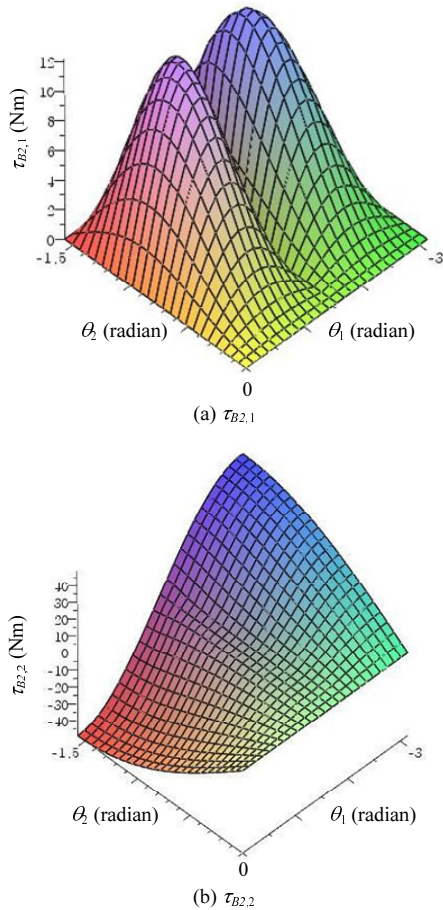 12
10
8
6
4
2
0
τB2,1 (Nm)
-1.5
-3
θ2 (radian)
θ1 (radian)
0
(a) τB2,1
40
30
20
10
0
-10
-20
-30
-40
τB2,2 (Nm)
-1.5
-3
θ2 (radian)
θ1 (radian)
0
(b) τB2,2